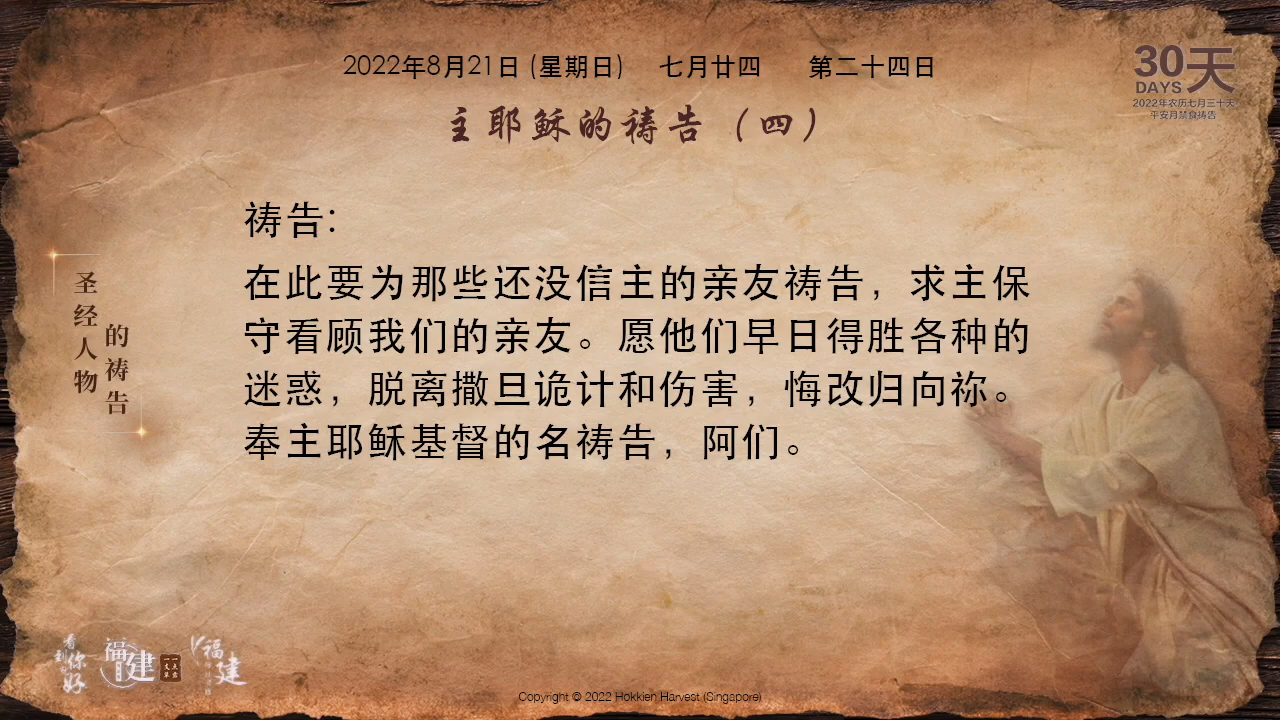 2022年8月21日 (星期日) 七月廿四 第二十四日
30天
DAYS
2022年农历七月三十天
平安月禁食祷告
主耶稣的祷告（四）
祷告：
在此要为那些还没信主的亲友祷告，求主保
守看顾我们的亲友。愿他们早日得胜各种的
迷惑，脱离撒旦诡计和伤害，悔改归向祢。
奉主耶稣基督的名祷告，阿们。
圣经人物
的祷告
看到你好
福建
福建
Copyright © 2022 Hokkien Harvest (Singapore)